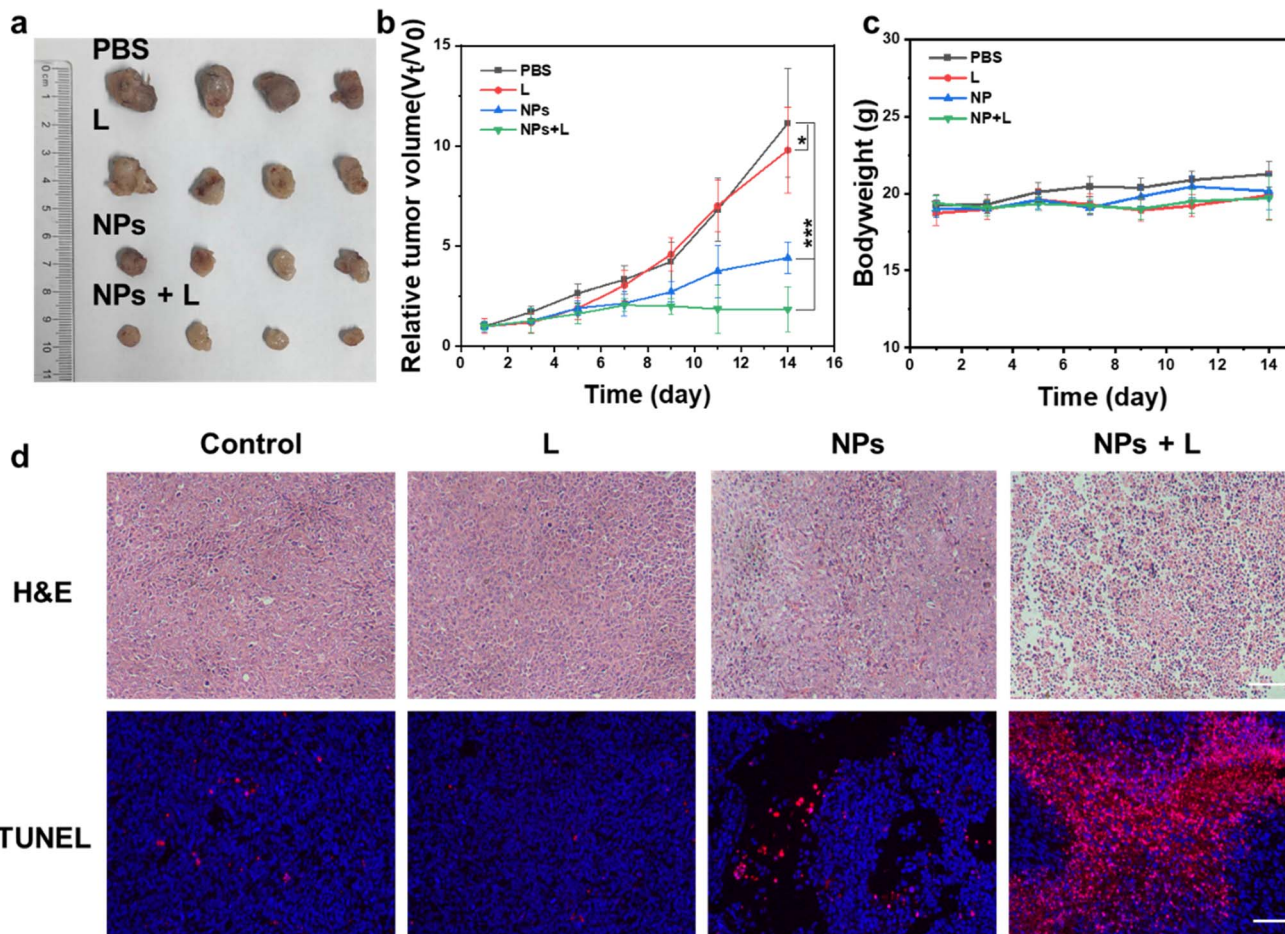 a
PBS
L
NPs
NPs + L
0 cm 1 2 3 4 5 6 7 8 9 10 11
b
Relative tumor volume(Vt/V0)
15
10
5
0
PBS
L
NPs
NPs+L
*
***
0 2 4 6 8 10 12 14 16
Time (day)
c
Bodyweight (g)
30
25
20
15
10
PBS
L
NP
NP+L
0 2 4 6 8 10 12 14
Time (day)
d
Control L NPs NPs + L
H&E
TUNEL